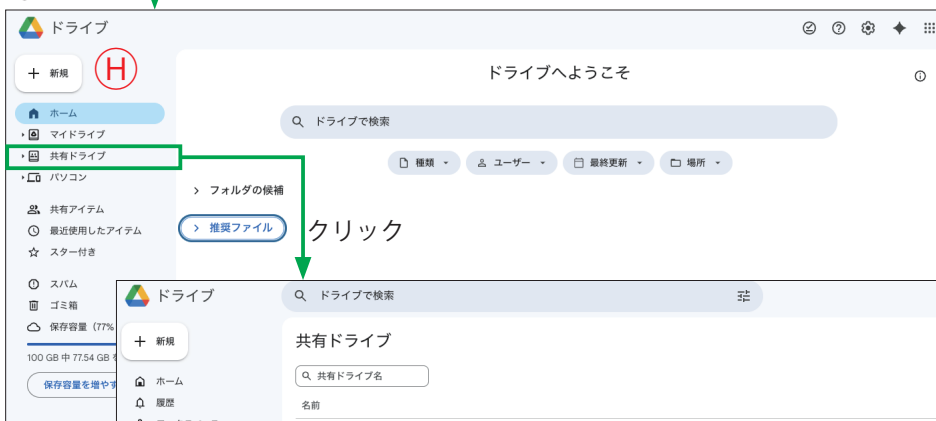 ドライブ
+ 新規
H
ドライブへようこそ
ホーム
ドライブで検索
マイドライブ
共有ドライブ
種類
ユーザー
最終更新
場所
パソコン
フォルダの候補
共有アイテム
推奨ファイル
クリック
最近使用したアイテム
スター付き
スパム
ゴミ箱
保存容量 (77%
100 GB 中 77.54 GB
保存容量を増やす
ドライブ
ドライブで検索
+ 新規
共有ドライブ
共有ドライブ名
ホーム
履歴
名前